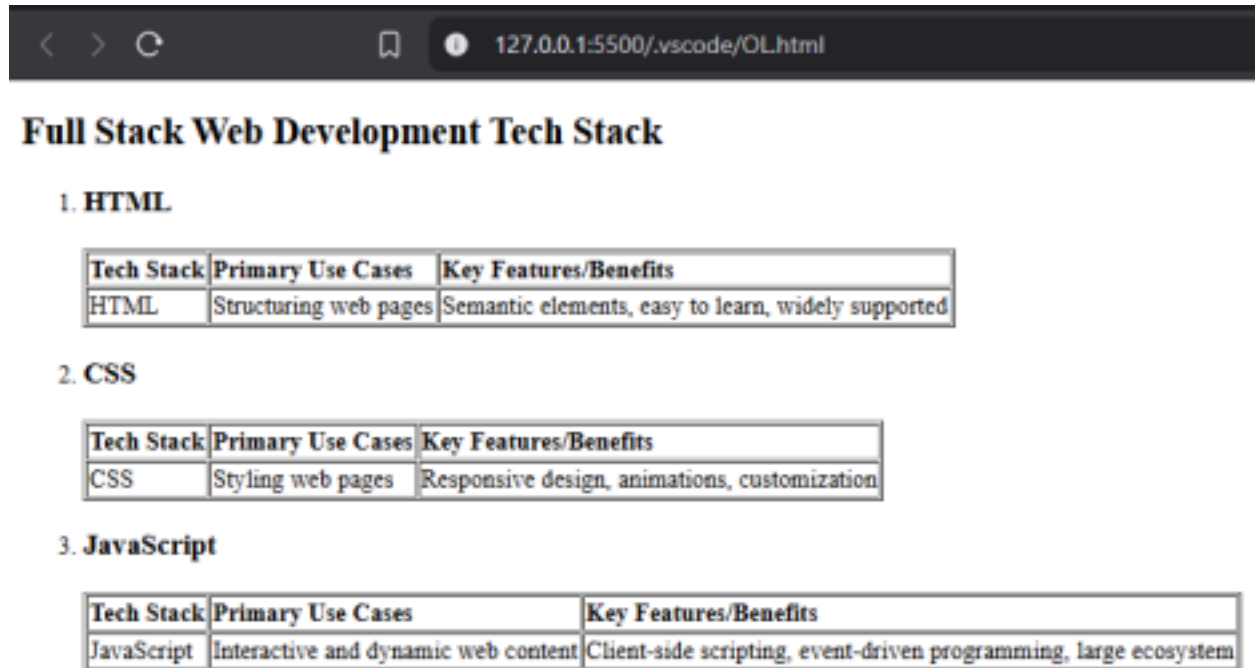 127.0.0.1:5500/.vscode/OL.html
Full Stack Web Development Tech Stack
1. HTML
Tech Stack Primary Use Cases Key Features/Benefits
HTML Structuring web pages Semantic elements, easy to learn, widely supported
2. CSS
Tech Stack Primary Use Cases Key Features/Benefits
CSS Styling web pages Responsive design, animations, customization
3. JavaScript
Tech Stack Primary Use Cases Key Features/Benefits
JavaScript Interactive and dynamic web content Client-side scripting, event-driven programming, large ecosystem